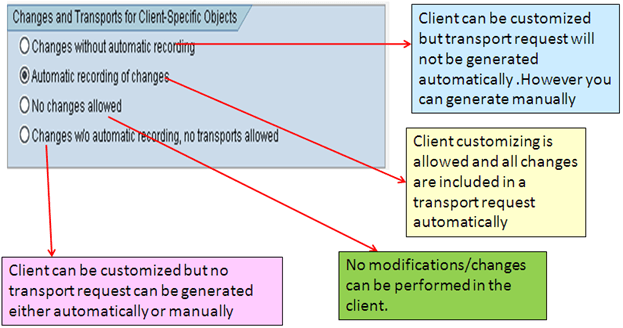 Changes and Transports for Client-Specific Objects
Changes without automatic recording
Automatic recording of changes
No changes allowed
Changes w/o automatic recording, no transports allowed
Client can be customized
but transport request will
not be generated
automatically .However you
can generate manually
Client customizing is
allowed and all changes
are included in a
transport request
automatically
No modifications/changes
can be performed in the
client.
Client can be customized but no
transport request can be generated
either automatically or manually